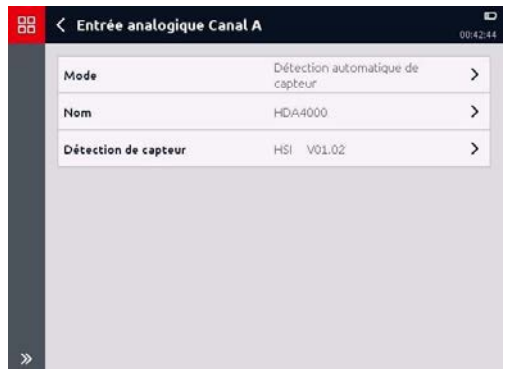 Entrée analogique Canal A
00:42:44
Mode
Détection automatique de
capteur
Nom
HDA4000
Détection de capteur
HSI V01.02